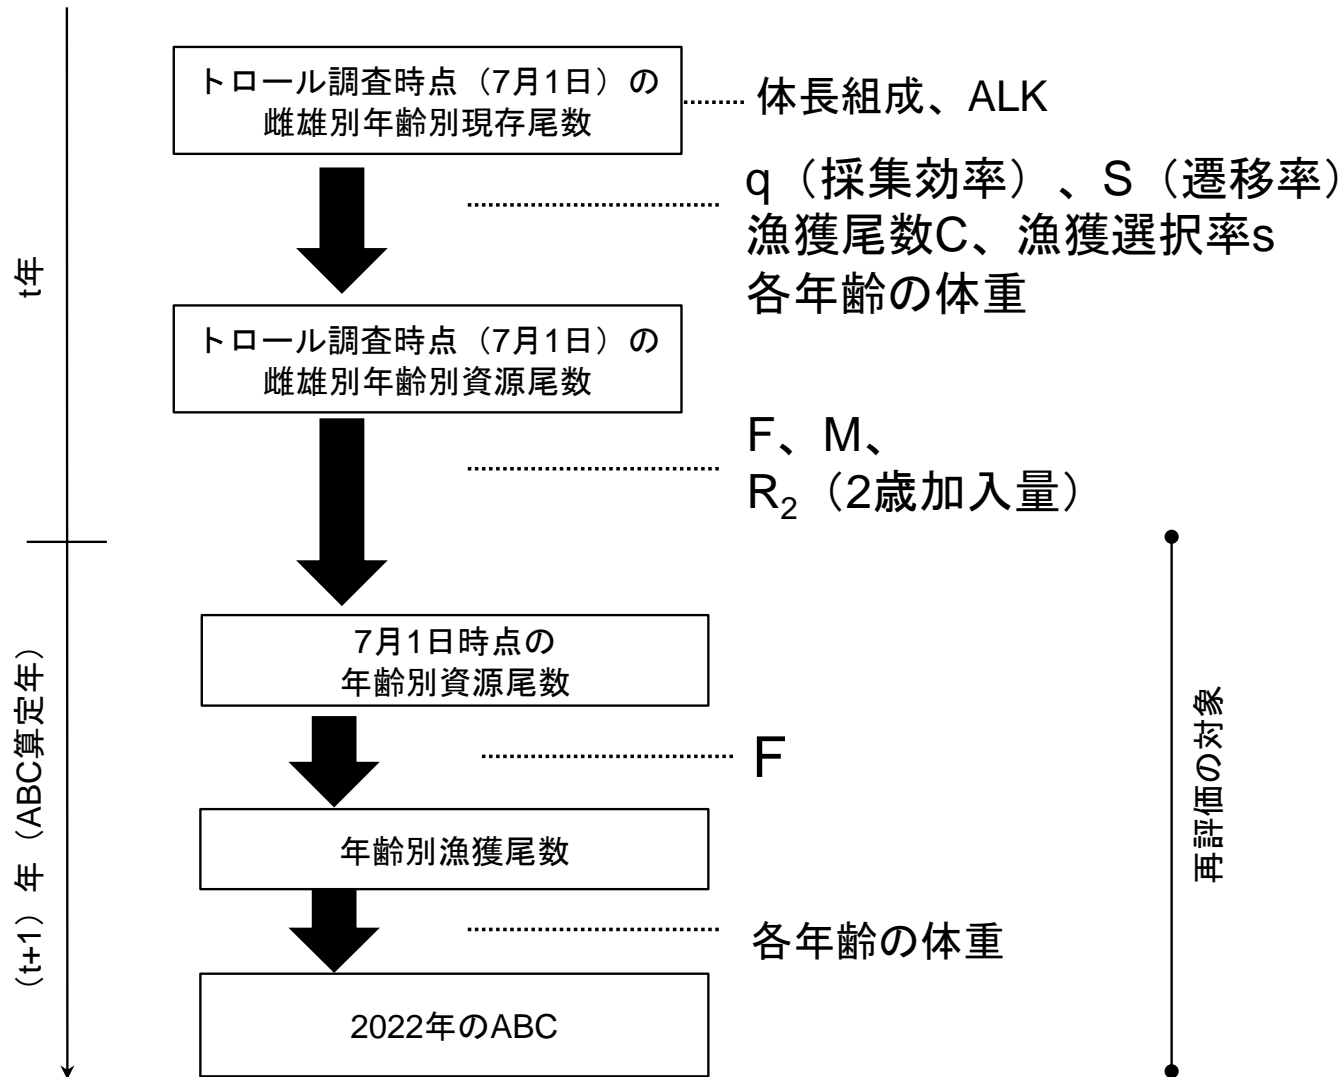 トロール調査時点（7月1日）の
雌雄別年齢別現存尾数
体長組成、ALK
q（採集効率）、S（遷移率）
漁獲尾数C、漁獲選択率s
各年齢の体重
t年
トロール調査時点（7月1日）の
雌雄別年齢別資源尾数
F、M、
R₂（2歳加入量）
7月1日時点の
年齢別資源尾数
F
（t+1）年（ABC算定年）
再評価の対象
年齢別漁獲尾数
各年齢の体重
2022年のABC